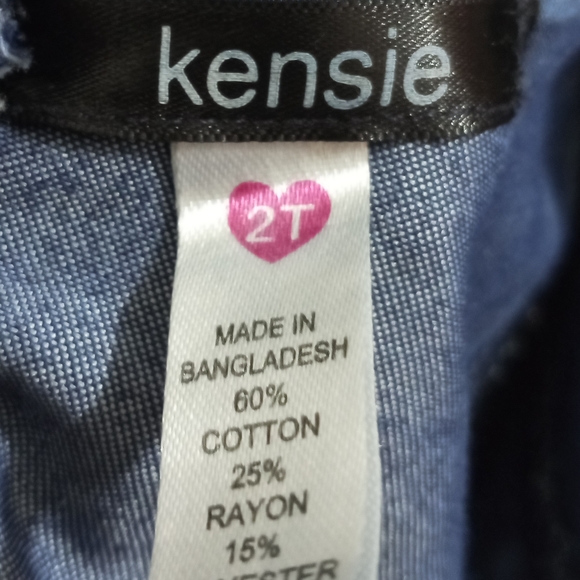 kensie
2T
MADE IN
BANGLADESH
60%
COTTON
25%
RAYON
15%